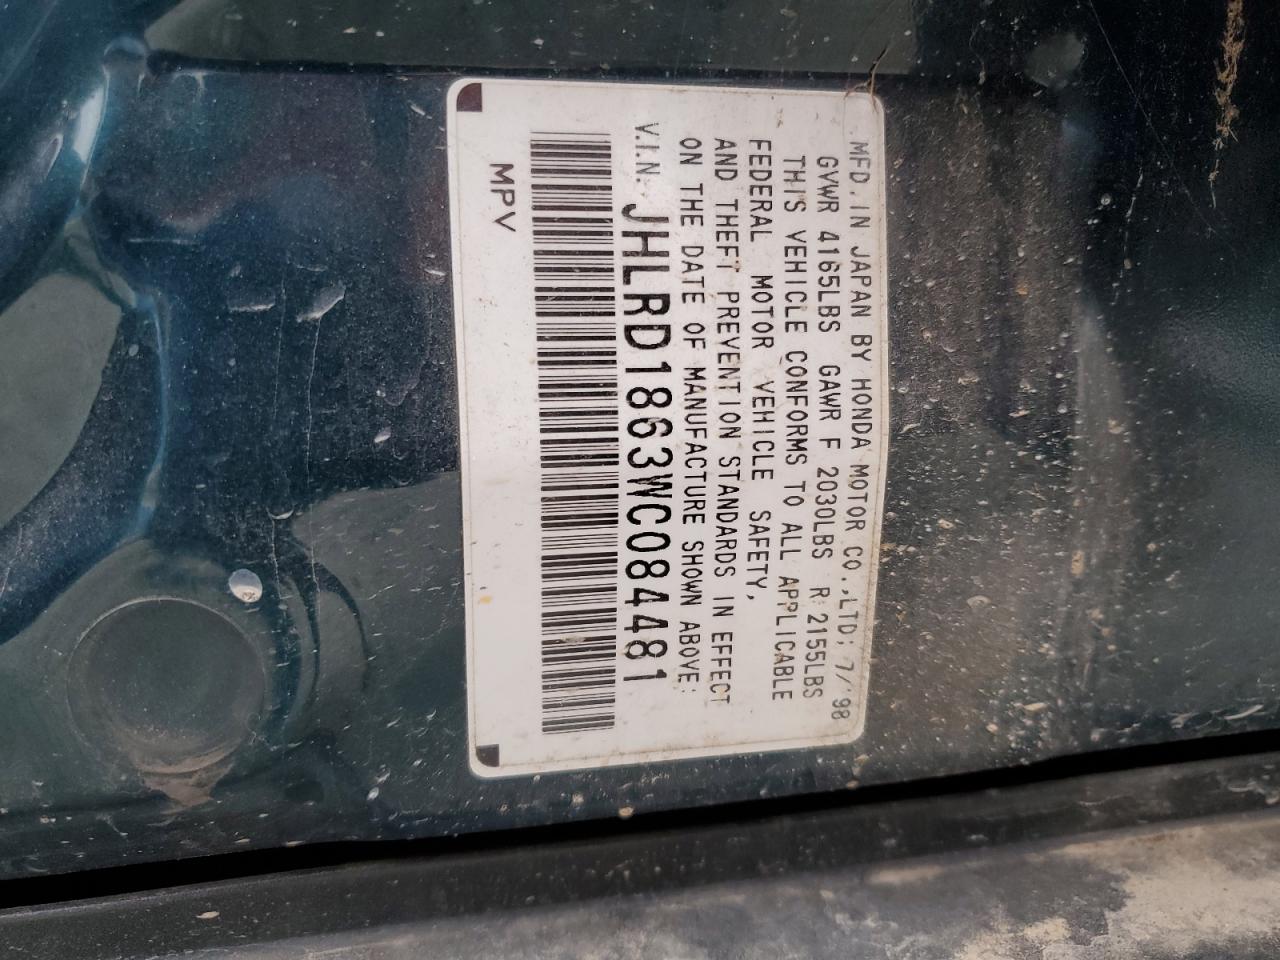 MFD. IN JAPAN BY HONDA MOTOR CO.,LTD; 7/'98
GVWR 4165LBS GAWR F 2030LBS R 2155LBS
THIS VEHICLE CONFORMS TO ALL APPLICABLE
FEDERAL MOTOR VEHICLE SAFETY,
AND THEFT PREVENTION STANDARDS IN EFFECT
ON THE DATE OF MANUFACTURE SHOWN ABOVE:
V.I.N. JHLRD1863WC084481
MPV